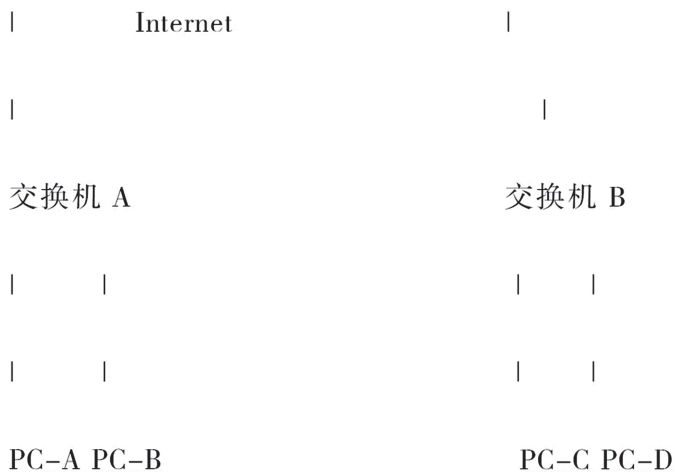 | Internet |
| |
交换机 A 交换机 B
| | | |
| | | |
PC-A PC-B PC-C PC-D